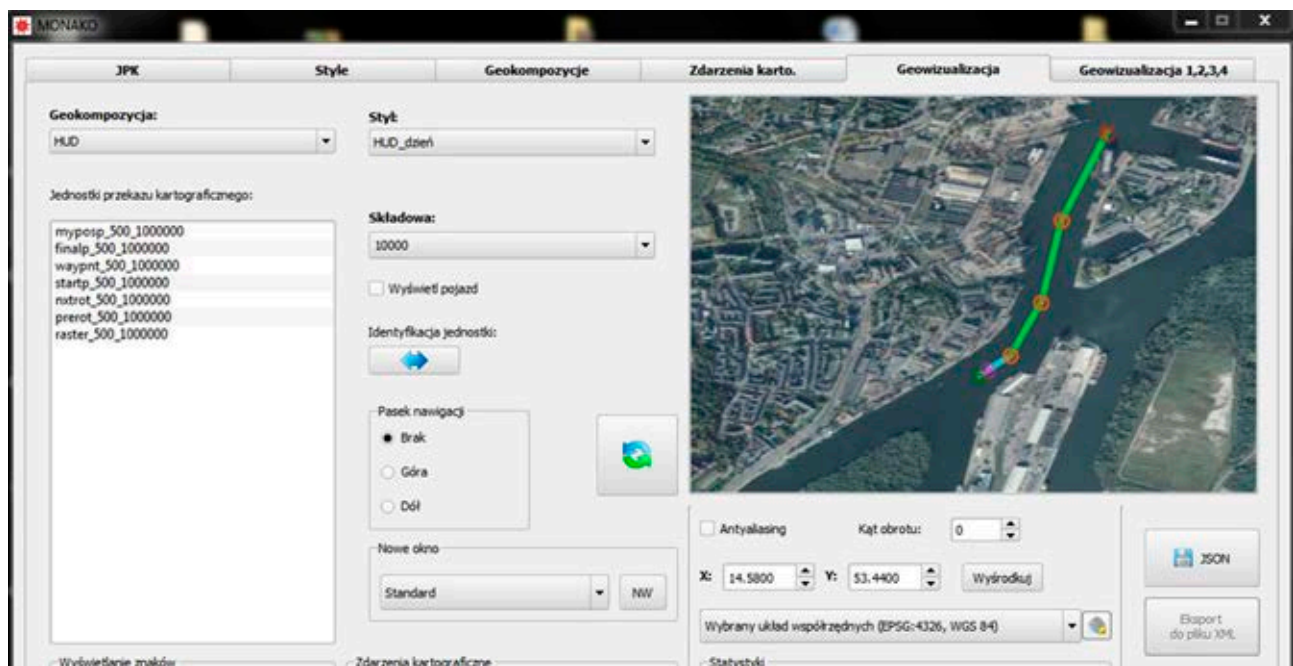 MONAKO
JPK
Style
Geokompozycje
Zdarzenia karto.
Geowizualizacja
Geowizualizacja 1,2,3,4
Geokompozycja:
HUD
Styl:
HUD_dzień
Jednostki przekazu kartograficznego:
myposp_500_1000000
finalp_500_1000000
waypnt_500_1000000
startp_500_1000000
nxtrot_500_1000000
prerot_500_1000000
raster_500_1000000
Składowa:
10000
Wyświetl pojazd
Identyfikacja jednostki:
Pasek nawigacji
Brak
Góra
Dół
Nowe okno
Standard
NW
Antyaliasing
Kąt obrotu:
0
X: 14.5800 Y: 53.4400 Wyśrodkuj
Wybrany układ współrzędnych (EPSG:4326, WGS 84)
JSON
Eksport
do pliku XML
Wyświetlanie znaków
Zdarzenia kartograficzne
Statystyki